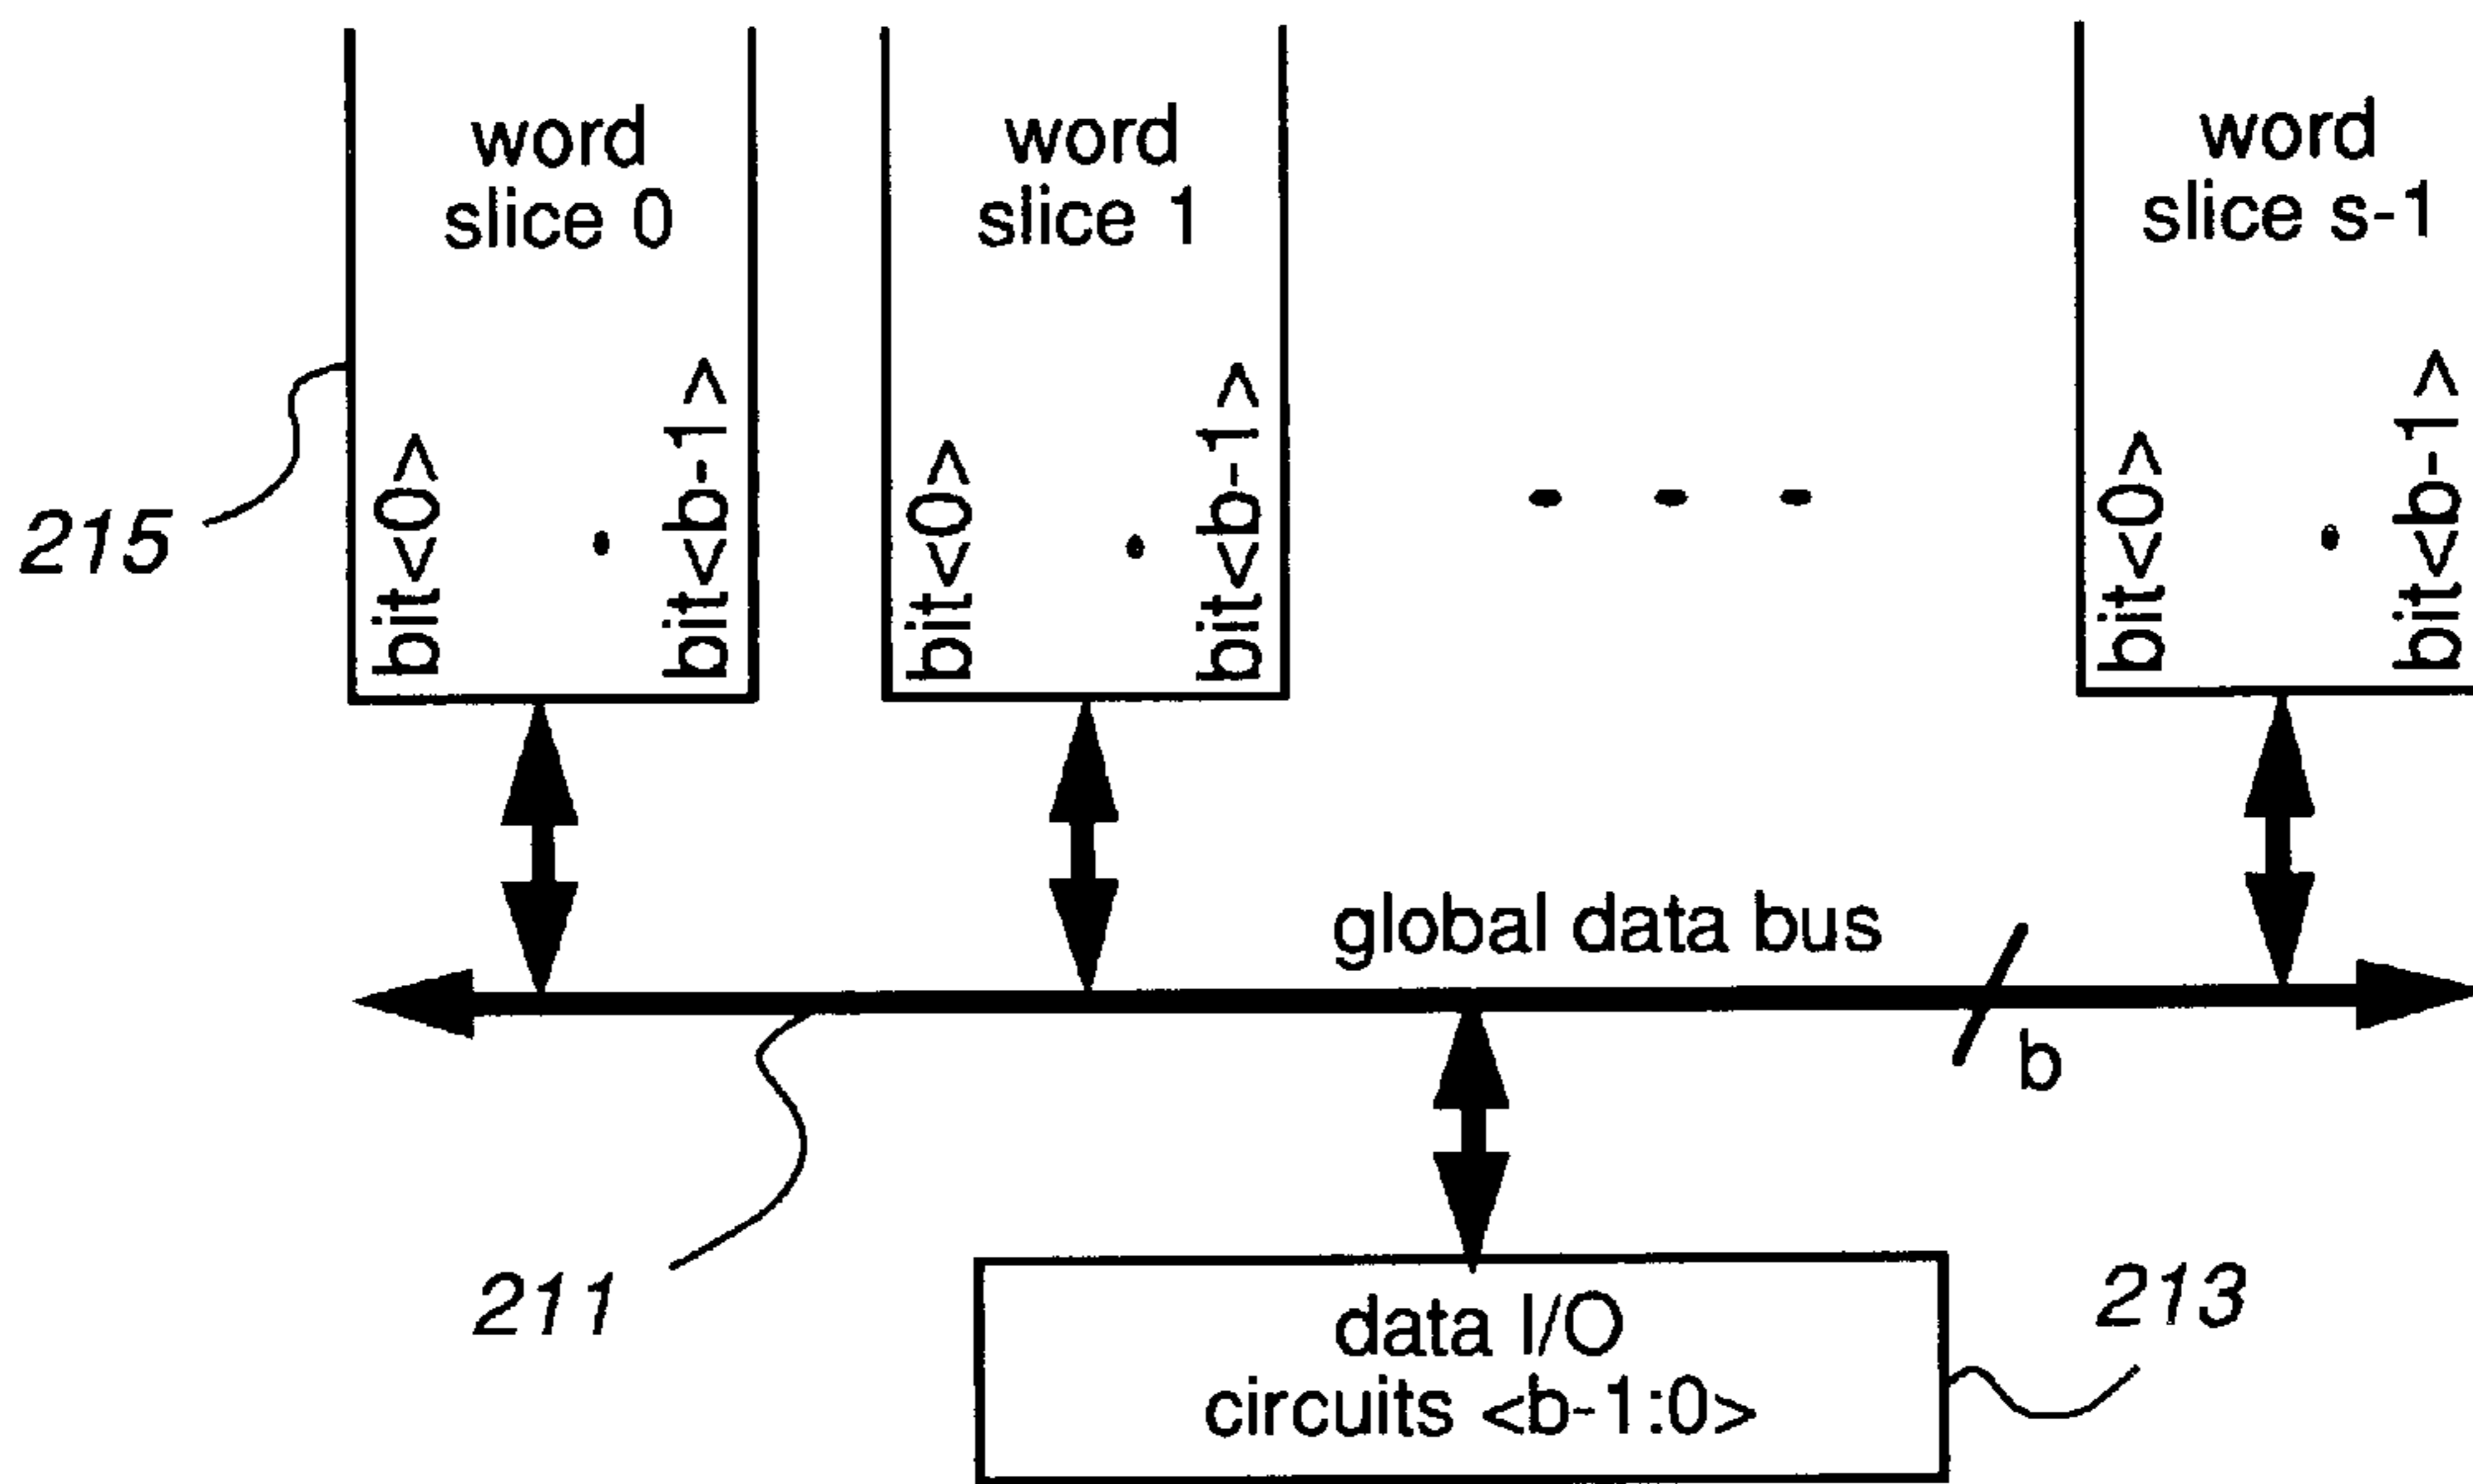 word
slice 0
word
slice 1
word
slice s-1
bit<0>
bit<b-1>
bit<0>
bit<b-1>
bit<0>
bit<b-1>
215
global data bus
b
211
213
data I/O
circuits <b-1:0>